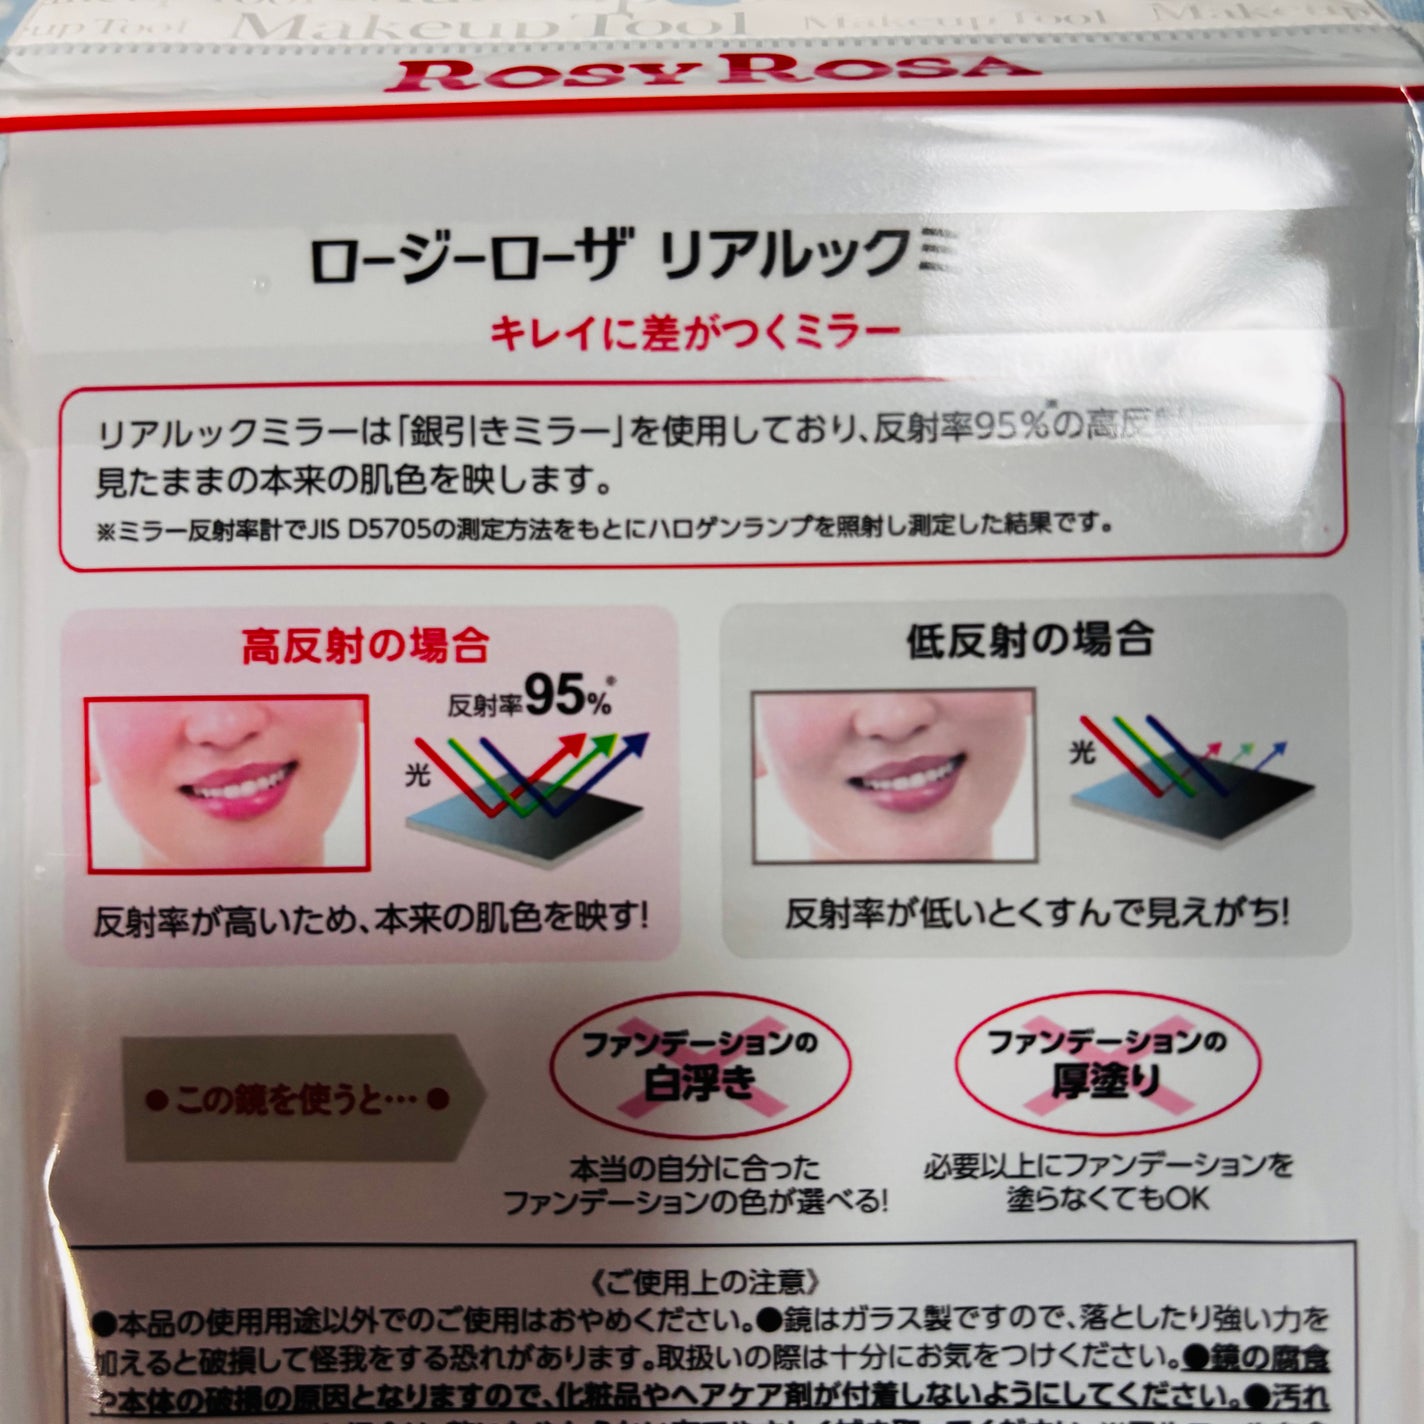 Makeup Tool
ROSY ROSA
ロージーローザ リアルックミ
キレイに差がつくミラー
リアルックミラーは「銀引きミラー」を使用しており、反射率95%※の高反射
見たままの本来の肌色を映します。
※ミラー反射率計でJIS D5705の測定方法をもとにハロゲンランプを照射し測定した結果です。
高反射の場合
反射率95%※
光
反射率が高いため、本来の肌色を映す!
低反射の場合
光
反射率が低いとくすんで見えがち!
●この鏡を使うと…●
ファンデーションの
白浮き
本当の自分に合った
ファンデーションの色が選べる!
ファンデーションの
厚塗り
必要以上にファンデーションを
塗らなくてもOK
《ご使用上の注意》
●本品の使用用途以外でのご使用はおやめください。●鏡はガラス製ですので、落としたり強い力を
加えると破損して怪我をする恐れがあります。取扱いの際は十分にお気をつけください。●鏡の腐食
や本体の破損の原因となりますので、化粧品やヘアケア剤が付着しないようにしてください。●汚れ